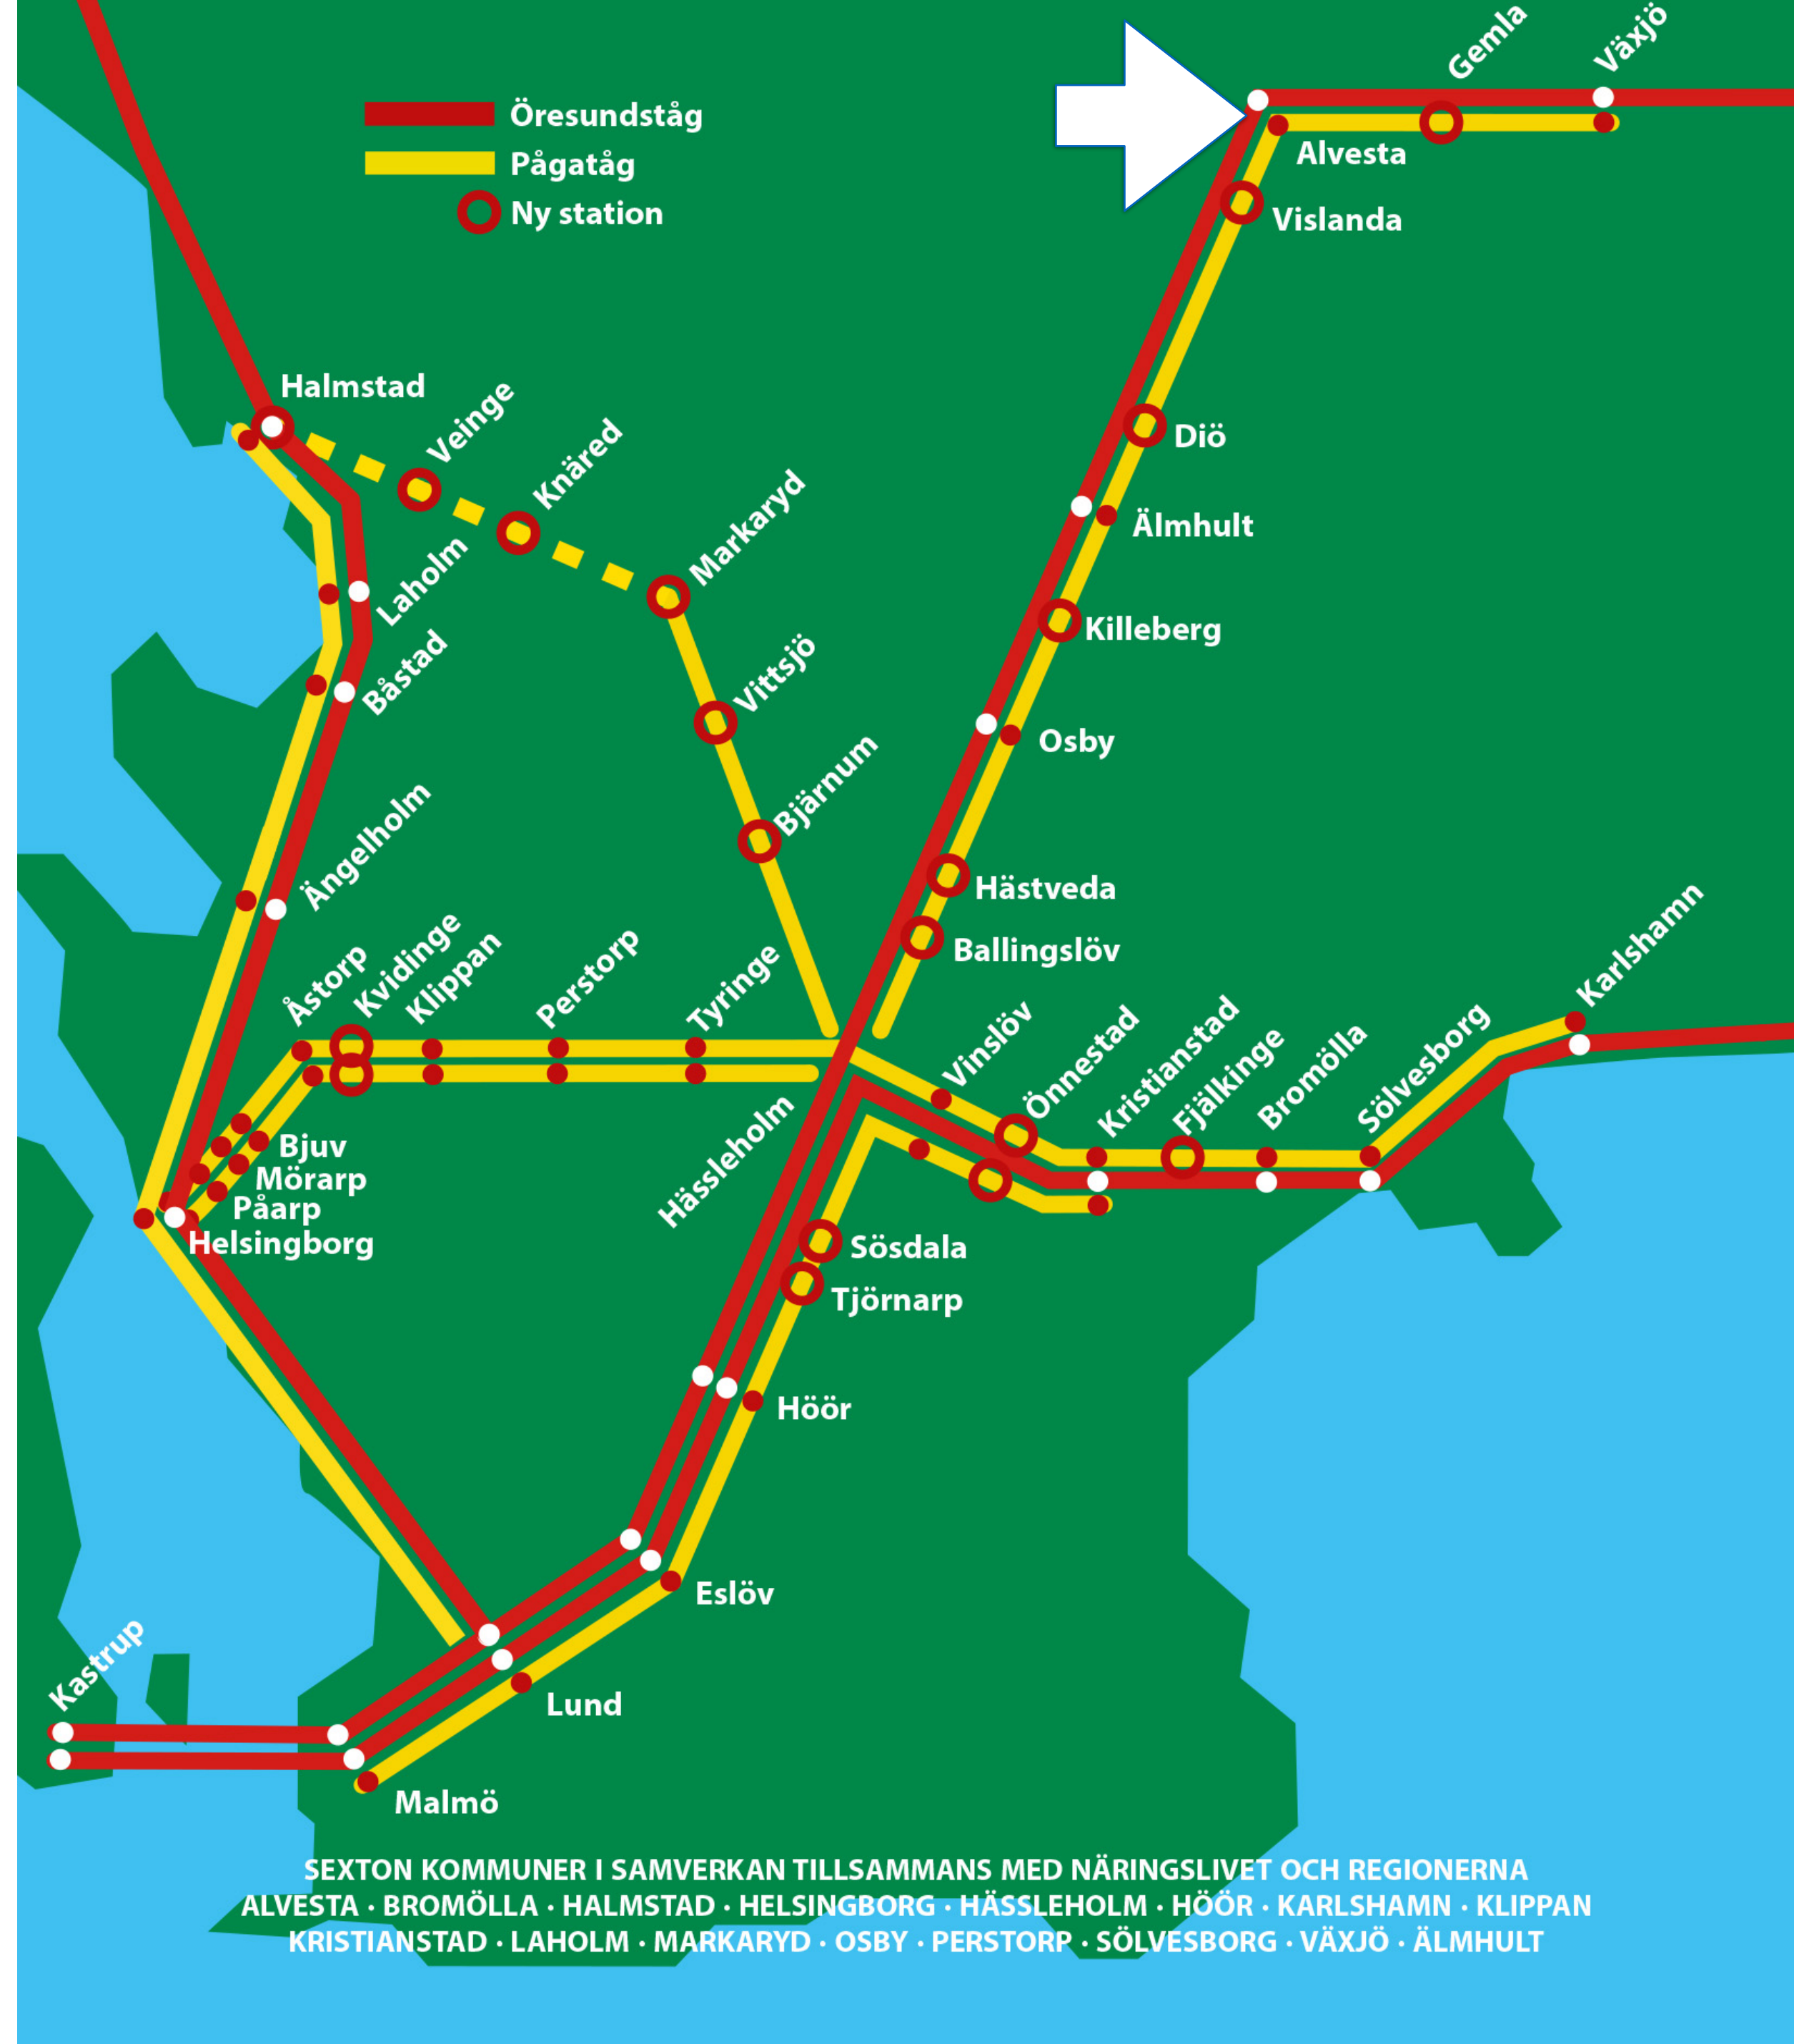 Öresundståg
Pågatåg
Ny station
Gemla
Växjö
Alvesta
Vislanda
Halmstad
Veinge
Knäred
Markaryd
Diö
Älmhult
Laholm
Båstad
Vittsjö
Killeberg
Osby
Bjärnum
Ängelholm
Hästveda
Ballingslöv
Åstorp
Kvidinge
Klippan
Perstorp
Tyringe
Karlshamn
Vinslöv
Önnestad
Kristianstad
Fjälkinge
Bromölla
Sölvesborg
Hässleholm
Bjuv
Mörarp
Påarp
Helsingborg
Sösdala
Tjörnarp
Höör
Eslöv
Kastrup
Lund
Malmö
SEXTON KOMMUNER I SAMVERKAN TILLSAMMANS MED NÄRINGSLIVET OCH REGIONERNA
ALVESTA · BROMÖLLA · HALMSTAD · HELSINGBORG · HÄSSLEHOLM · HÖÖR · KARLSHAMN · KLIPPAN
KRISTIANSTAD · LAHOLM · MARKARYD · OSBY · PERSTORP · SÖLVESBORG · VÄXJÖ · ÄLMHULT